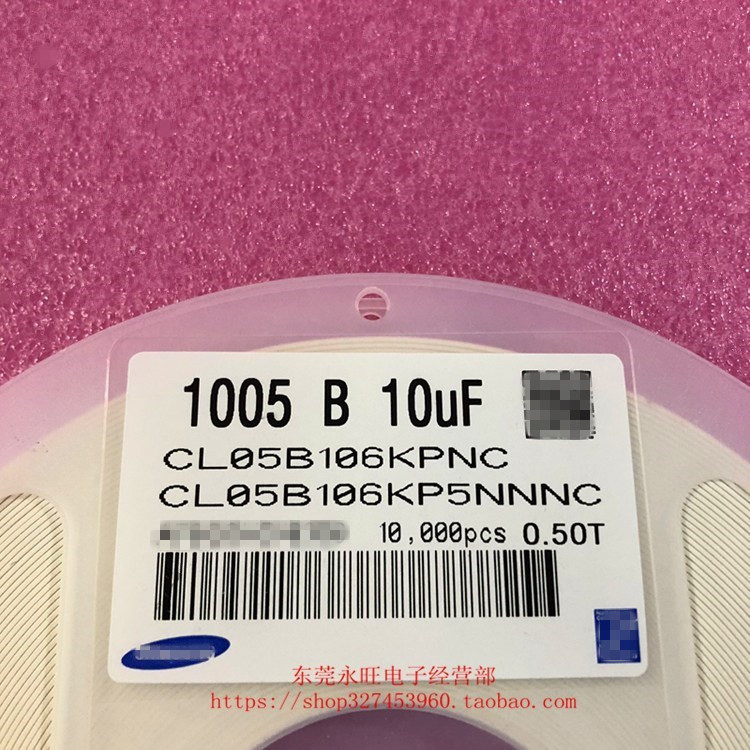 1005 B 10uF
CL05B106KPNC
CL05B106KP5NNNC
10,000pcs 0.50T
东莞永旺电子经营部
https://shop327453960.taobao.com